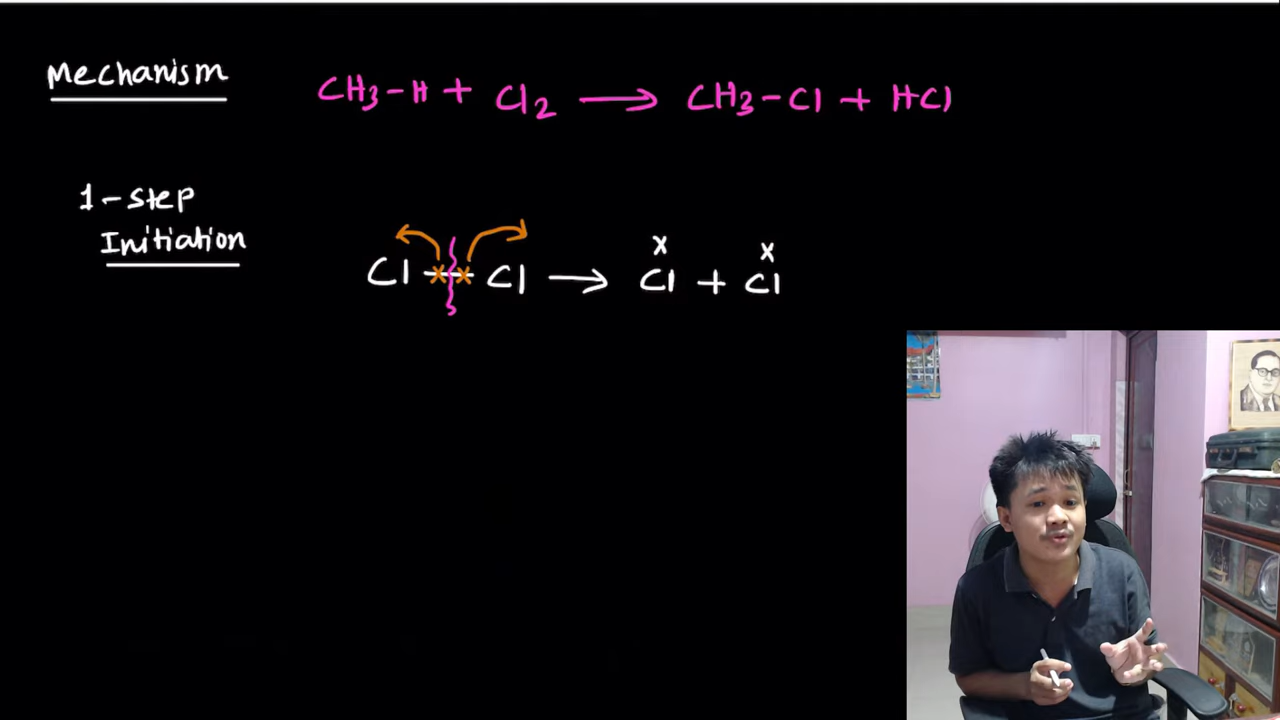 Mechanism
CH3-H + Cl2 → CH3-Cl + HCl
1-step
Initiation
x x
Cl x x Cl → Cl + Cl